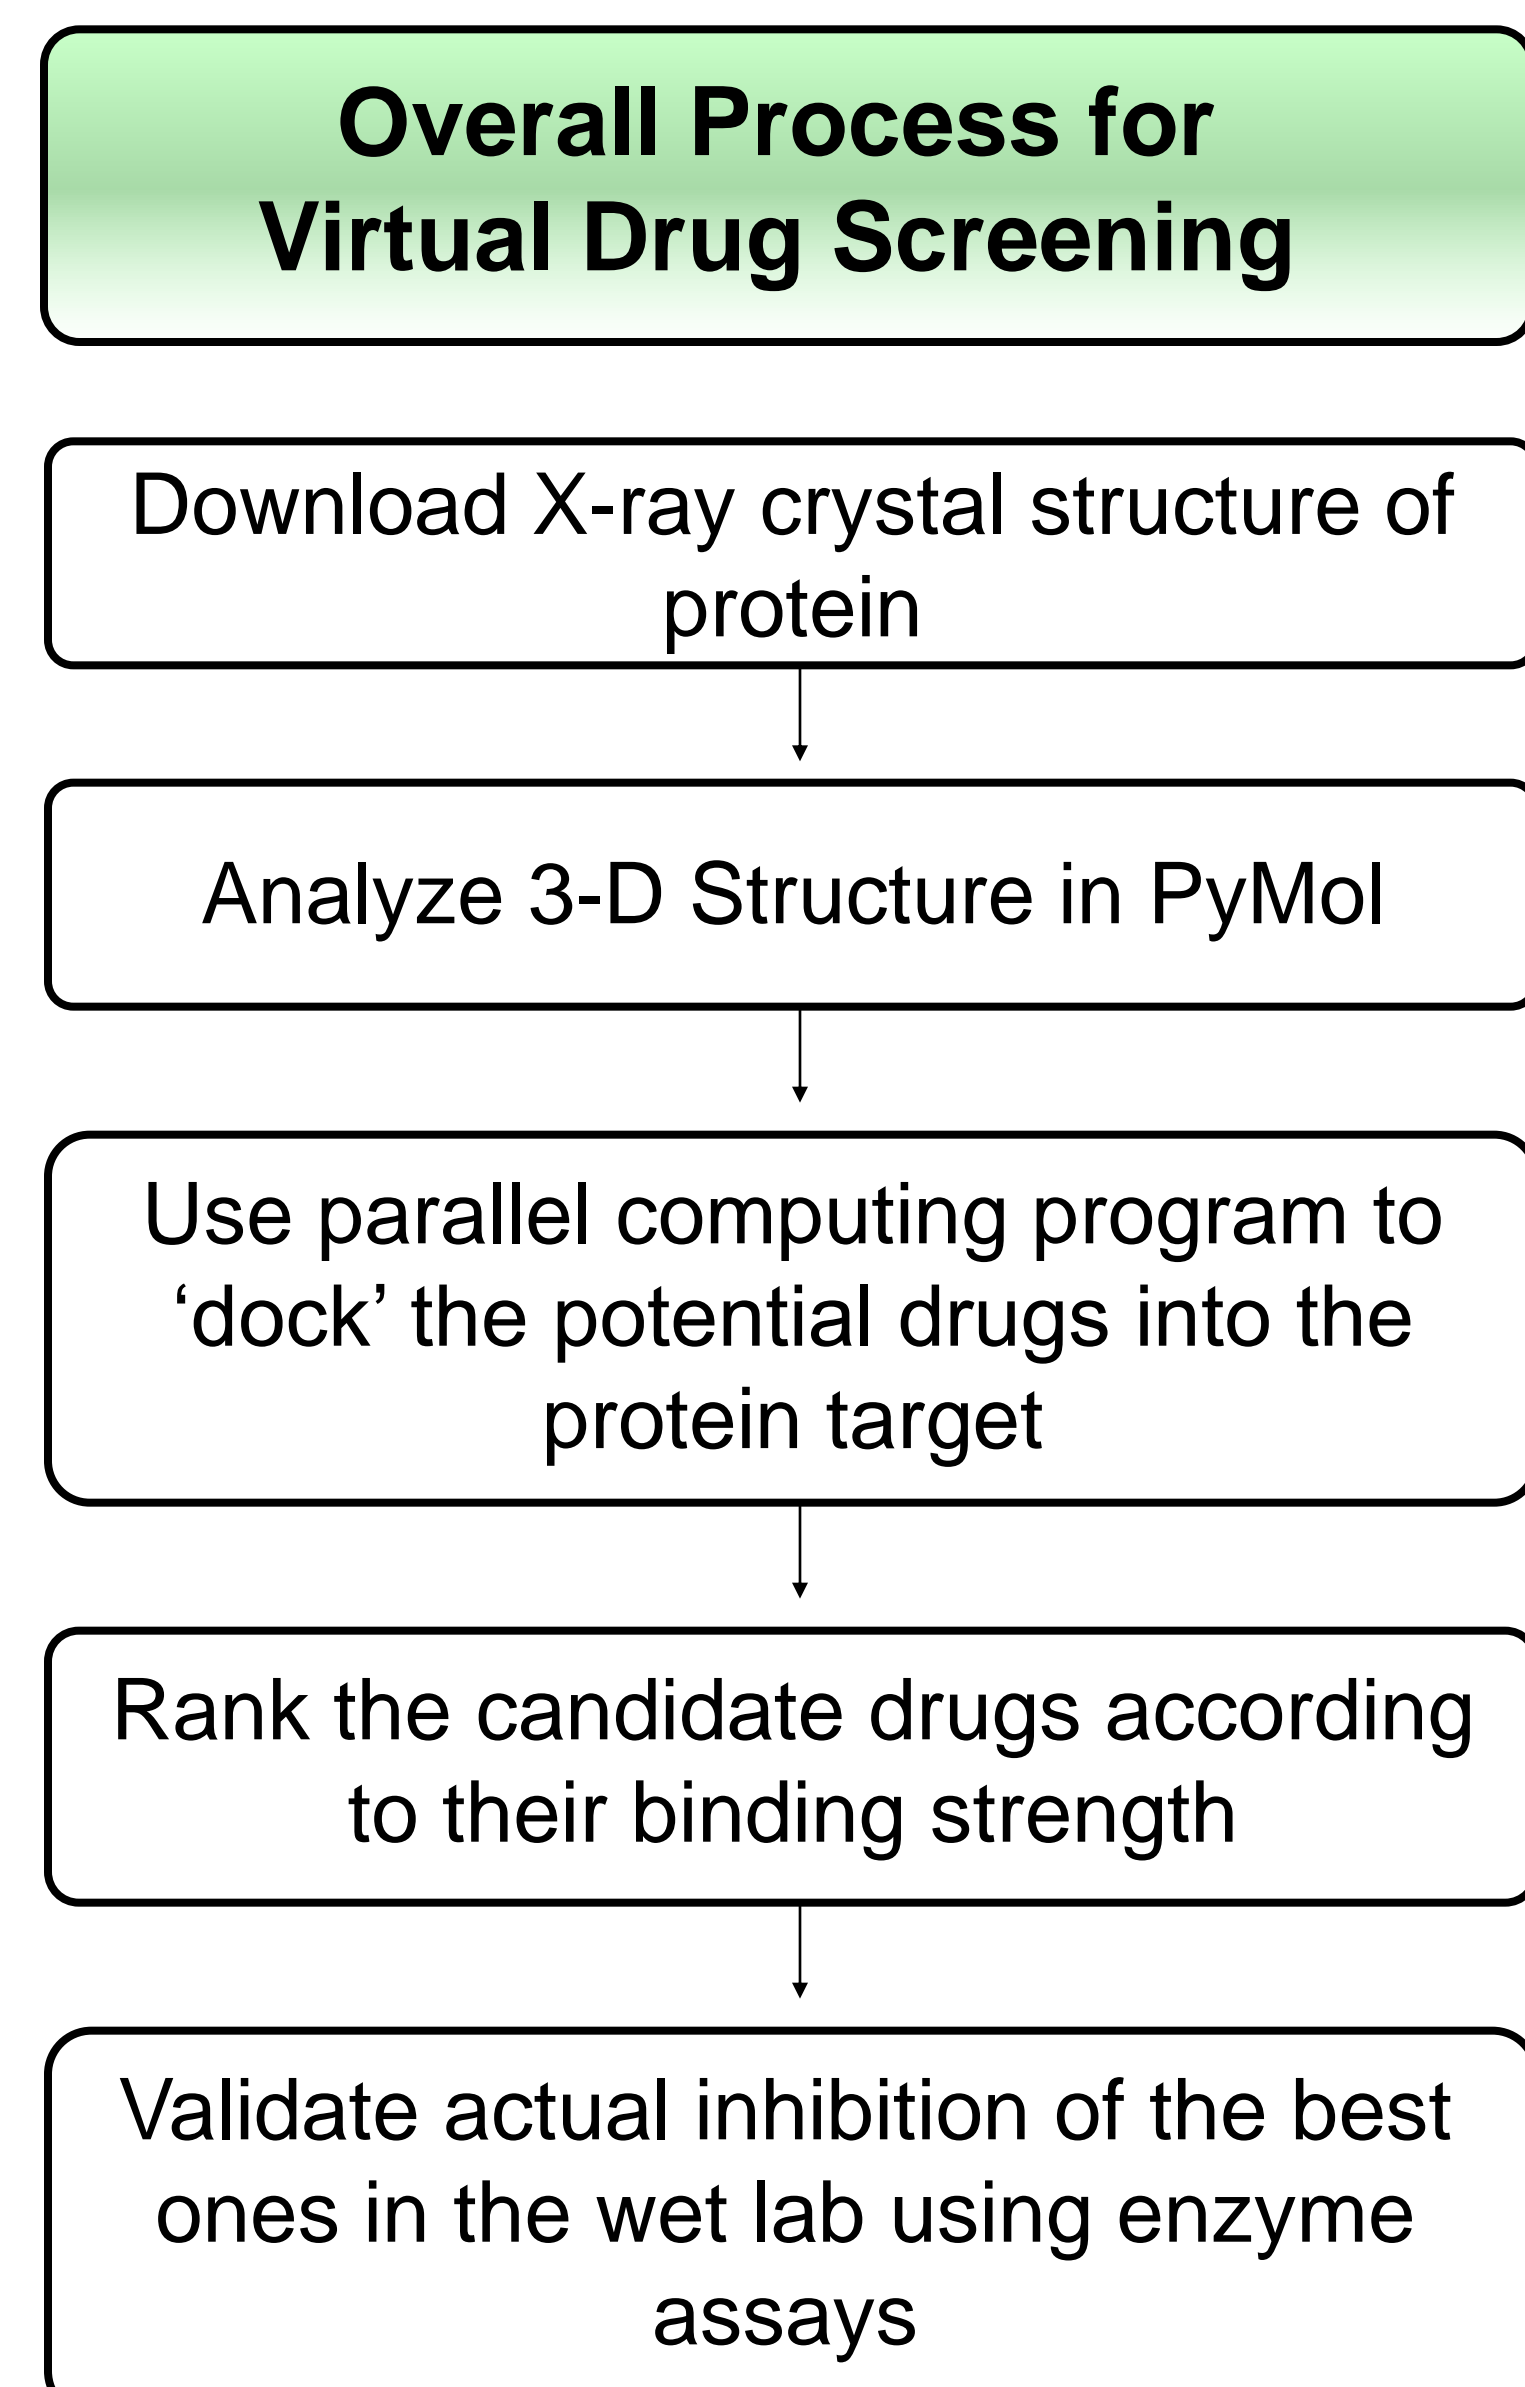 Overall Process for
Virtual Drug Screening
Download X-ray crystal structure of
protein
Analyze 3-D Structure in PyMol
Use parallel computing program to
‘dock’ the potential drugs into the
protein target
Rank the candidate drugs according
to their binding strength
Validate actual inhibition of the best
ones in the wet lab using enzyme
assays